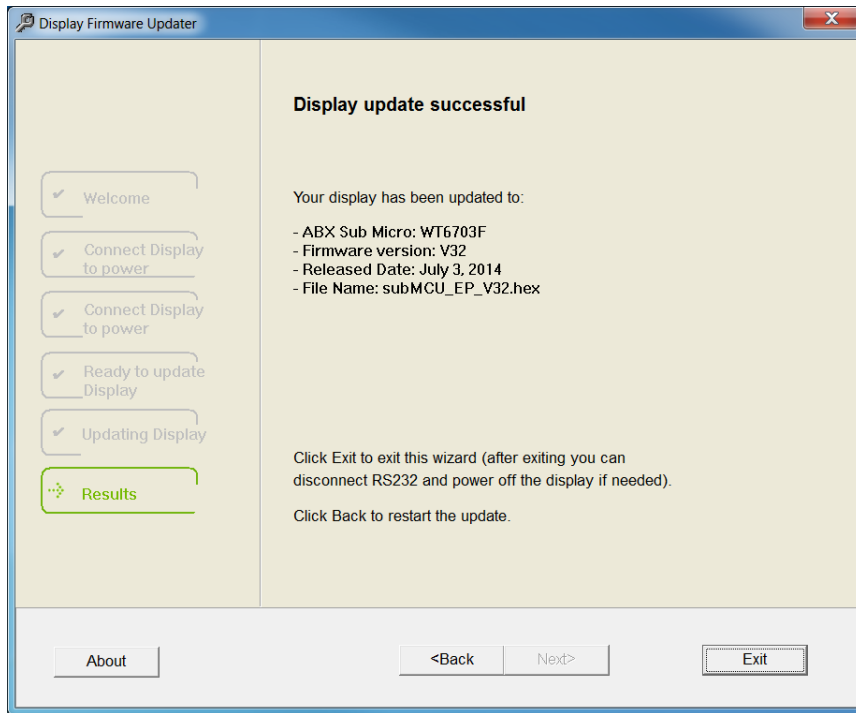 Display Firmware Updater
Display update successful
Welcome
Connect Display
to power
Connect Display
to power
Ready to update
Display
Updating Display
Results
Your display has been updated to:
- ABX Sub Micro: WT6703F
- Firmware version: V32
- Released Date: July 3, 2014
- File Name: subMCU_EP_V32.hex
Click Exit to exit this wizard (after exiting you can
disconnect RS232 and power off the display if needed).
Click Back to restart the update.
About
<Back
Next>
Exit